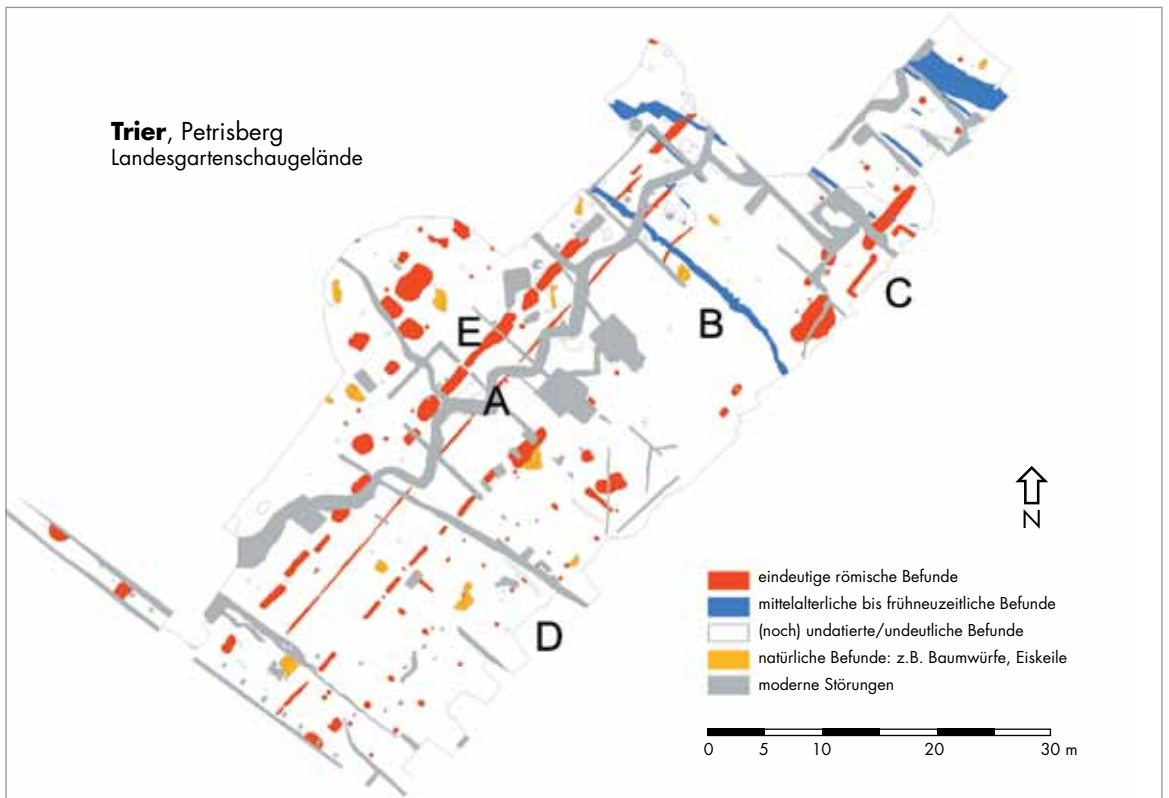 Trier, Petrisberg
Landesgartenschaugelände
E
A
B
C
D
N
eindeutige römische Befunde
mittelalterliche bis frühneuzeitliche Befunde
(noch) undatierte/undeutliche Befunde
natürliche Befunde: z.B. Baumwürfe, Eiskeile
moderne Störungen
0 5 10 20 30 m